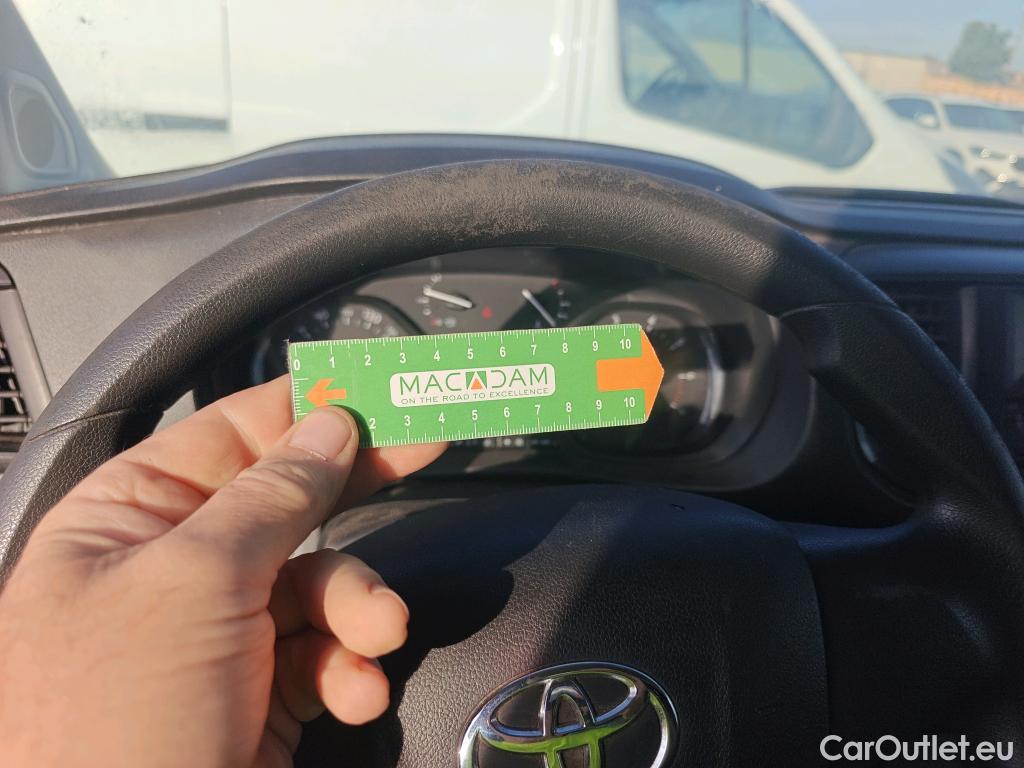 0 1 2 3 4 5 6 7 8 9 10
MACADAM
ON THE ROAD TO EXCELLENCE
2 3 4 5 6 7 8 9 10
CarOutlet.eu